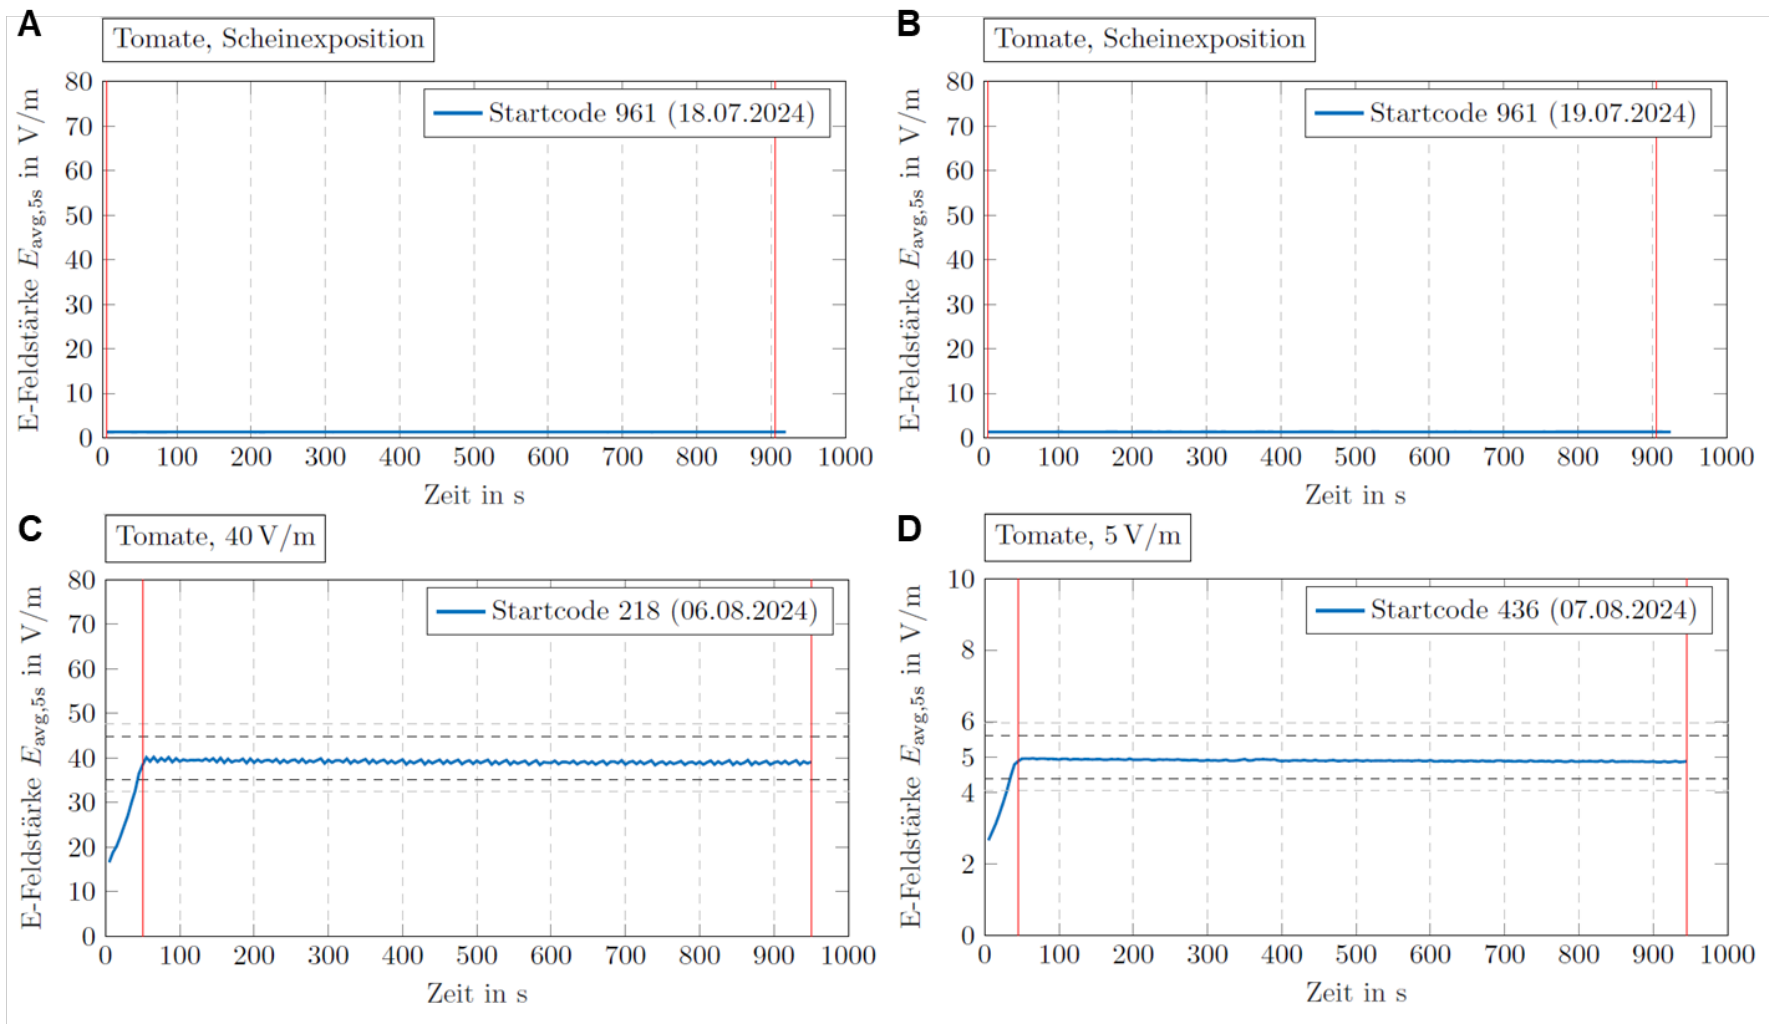 A
Tomate, Scheinexposition
E-Feldstärke Eavg,5s in V/m
80
70
60
50
40
30
20
10
0
Startcode 961 (18.07.2024)
0 100 200 300 400 500 600 700 800 900 1000
Zeit in s
B
Tomate, Scheinexposition
E-Feldstärke Eavg,5s in V/m
80
70
60
50
40
30
20
10
0
Startcode 961 (19.07.2024)
0 100 200 300 400 500 600 700 800 900 1000
Zeit in s
C
Tomate, 40 V/m
E-Feldstärke Eavg,5s in V/m
80
70
60
50
40
30
20
10
0
Startcode 218 (06.08.2024)
0 100 200 300 400 500 600 700 800 900 1000
Zeit in s
D
Tomate, 5 V/m
E-Feldstärke Eavg,5s in V/m
10
8
6
4
2
0
Startcode 436 (07.08.2024)
0 100 200 300 400 500 600 700 800 900 1000
Zeit in s